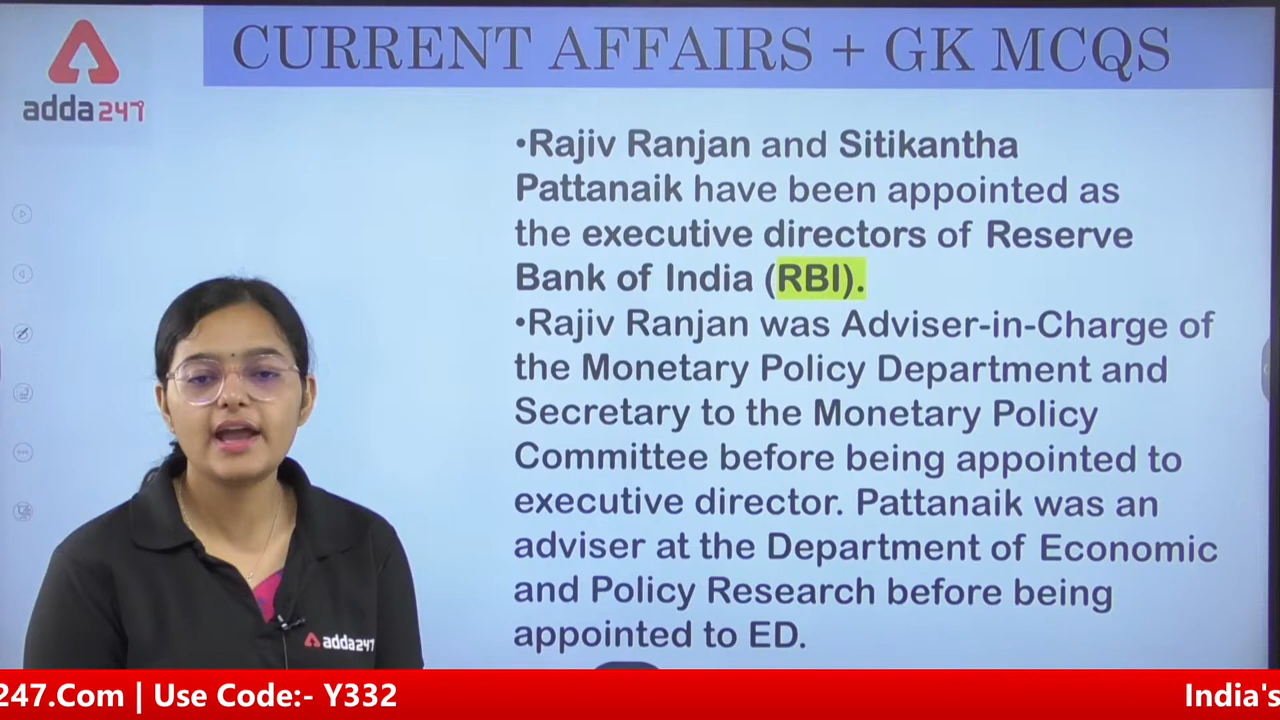 CURRENT AFFAIRS + GK MCQS
adda247
•Rajiv Ranjan and Sitikantha
Pattanaik have been appointed as
the executive directors of Reserve
Bank of India (RBI).
•Rajiv Ranjan was Adviser-in-Charge of
the Monetary Policy Department and
Secretary to the Monetary Policy
Committee before being appointed to
executive director. Pattanaik was an
adviser at the Department of Economic
and Policy Research before being
appointed to ED.
adda247
247.Com | Use Code:- Y332
India's